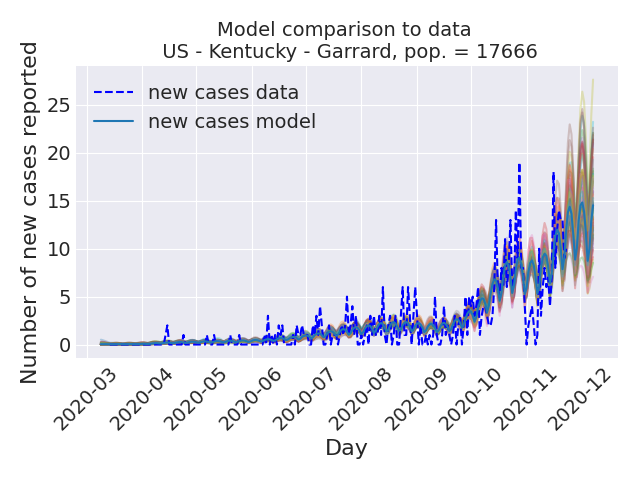 Model comparison to data
US - Kentucky - Garrard, pop. = 17666
Number of new cases reported
25
20
15
10
5
0
new cases data
new cases model
2020-03
2020-04
2020-05
2020-06
2020-07
2020-08
2020-09
2020-10
2020-11
2020-12
Day